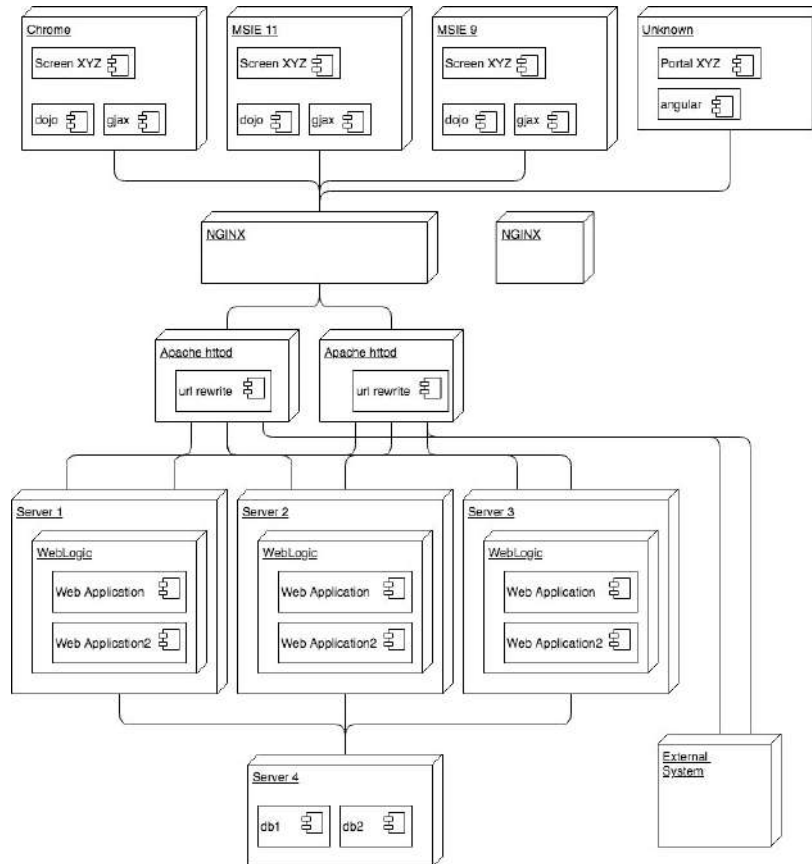 Chrome
Screen XYZ
dojo
gjax
MSIE 11
Screen XYZ
dojo
gjax
MSIE 9
Screen XYZ
dojo
gjax
Unknown
Portal XYZ
angular
NGINX
NGINX
Apache httpd
url rewrite
Apache httpd
url rewrite
Server 1
WebLogic
Web Application
Web Application2
Server 2
WebLogic
Web Application
Web Application2
Server 3
WebLogic
Web Application
Web Application2
Server 4
db1
db2
External
System